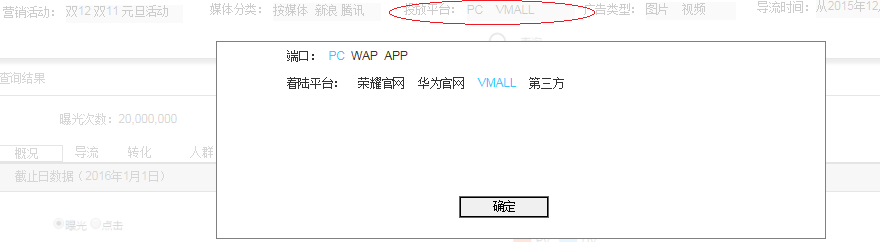 营销活动： 双12 双11 元旦活动 媒体分类： 按媒体 新浪 腾讯 投放平台： PC VMALL 广告类型： 图片 视频 导流时间：从2015年12.
端口： PC WAP APP
查询结果
着陆平台： 荣耀官网 华为官网 VMALL 第三方
曝光次数：20,000,000
概况 导流 转化 人群
截止日数据（2016年1月1日）
确定
曝光 点击